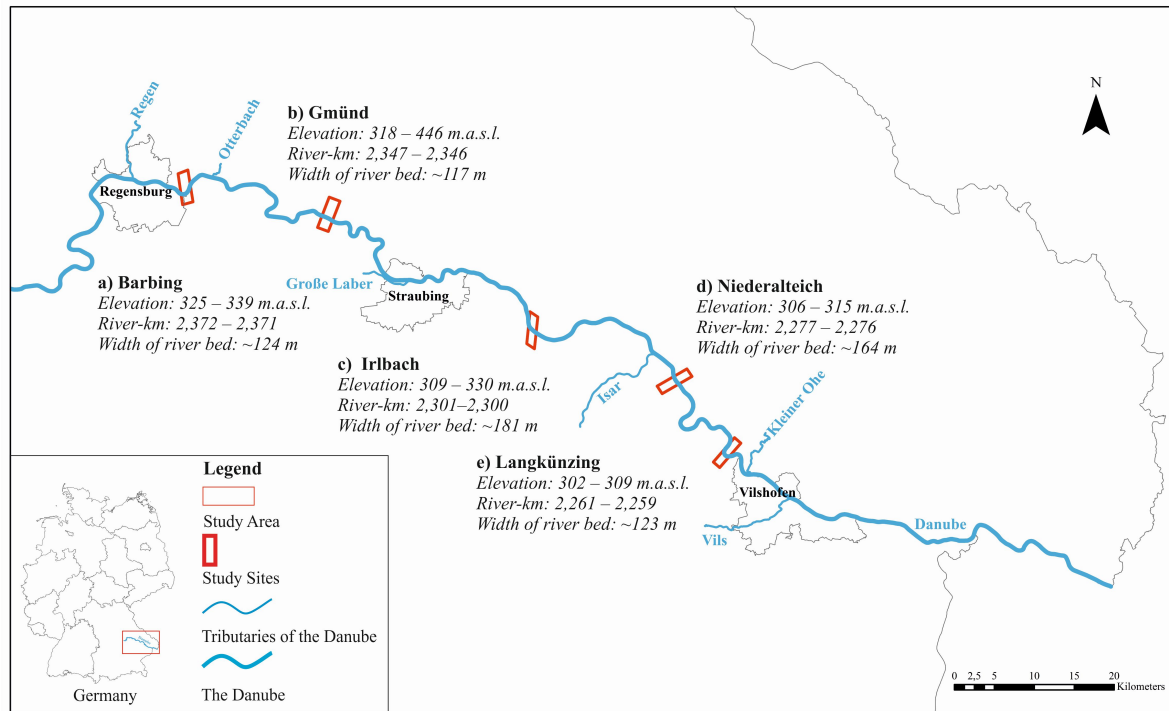 N
Regen
Otterbach
b) Gmünd
Elevation: 318 – 446 m.a.s.l.
River-km: 2,347 – 2,346
Width of river bed: ~117 m
Regensburg
a) Barbing
Elevation: 325 – 339 m.a.s.l.
River-km: 2,372 – 2,371
Width of river bed: ~124 m
Große Laber
Straubing
d) Niederalteich
Elevation: 306 – 315 m.a.s.l.
River-km: 2,277 – 2,276
Width of river bed: ~164 m
c) Irlbach
Elevation: 309 – 330 m.a.s.l.
River-km: 2,301–2,300
Width of river bed: ~181 m
Isar
Kleiner Ohe
e) Langkünzing
Elevation: 302 – 309 m.a.s.l.
River-km: 2,261 – 2,259
Width of river bed: ~123 m
Vilshofen
Vils
Danube
Legend
Study Area
Study Sites
Tributaries of the Danube
The Danube
Germany
0 2,5 5 10 15 20
Kilometers